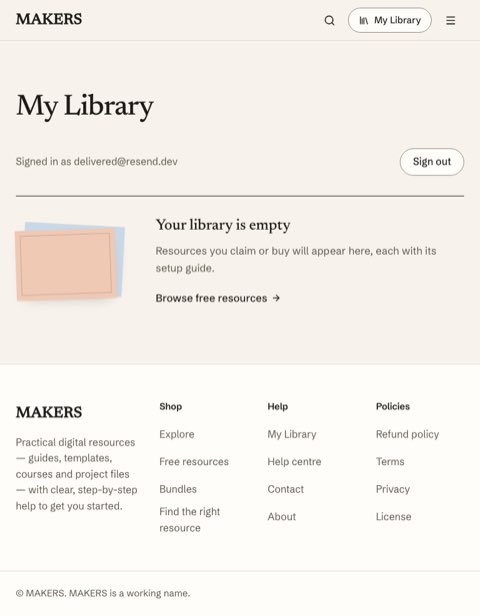 MAKERS
My Library
My Library
Signed in as delivered@resend.dev
Sign out
Your library is empty
Resources you claim or buy will appear here, each with its
setup guide.
Browse free resources →
MAKERS
Practical digital resources
— guides, templates,
courses and project files
— with clear, step-by-step
help to get you started.
Shop
Explore
Free resources
Bundles
Find the right
resource
Help
My Library
Help centre
Contact
About
Policies
Refund policy
Terms
Privacy
License
© MAKERS. MAKERS is a working name.